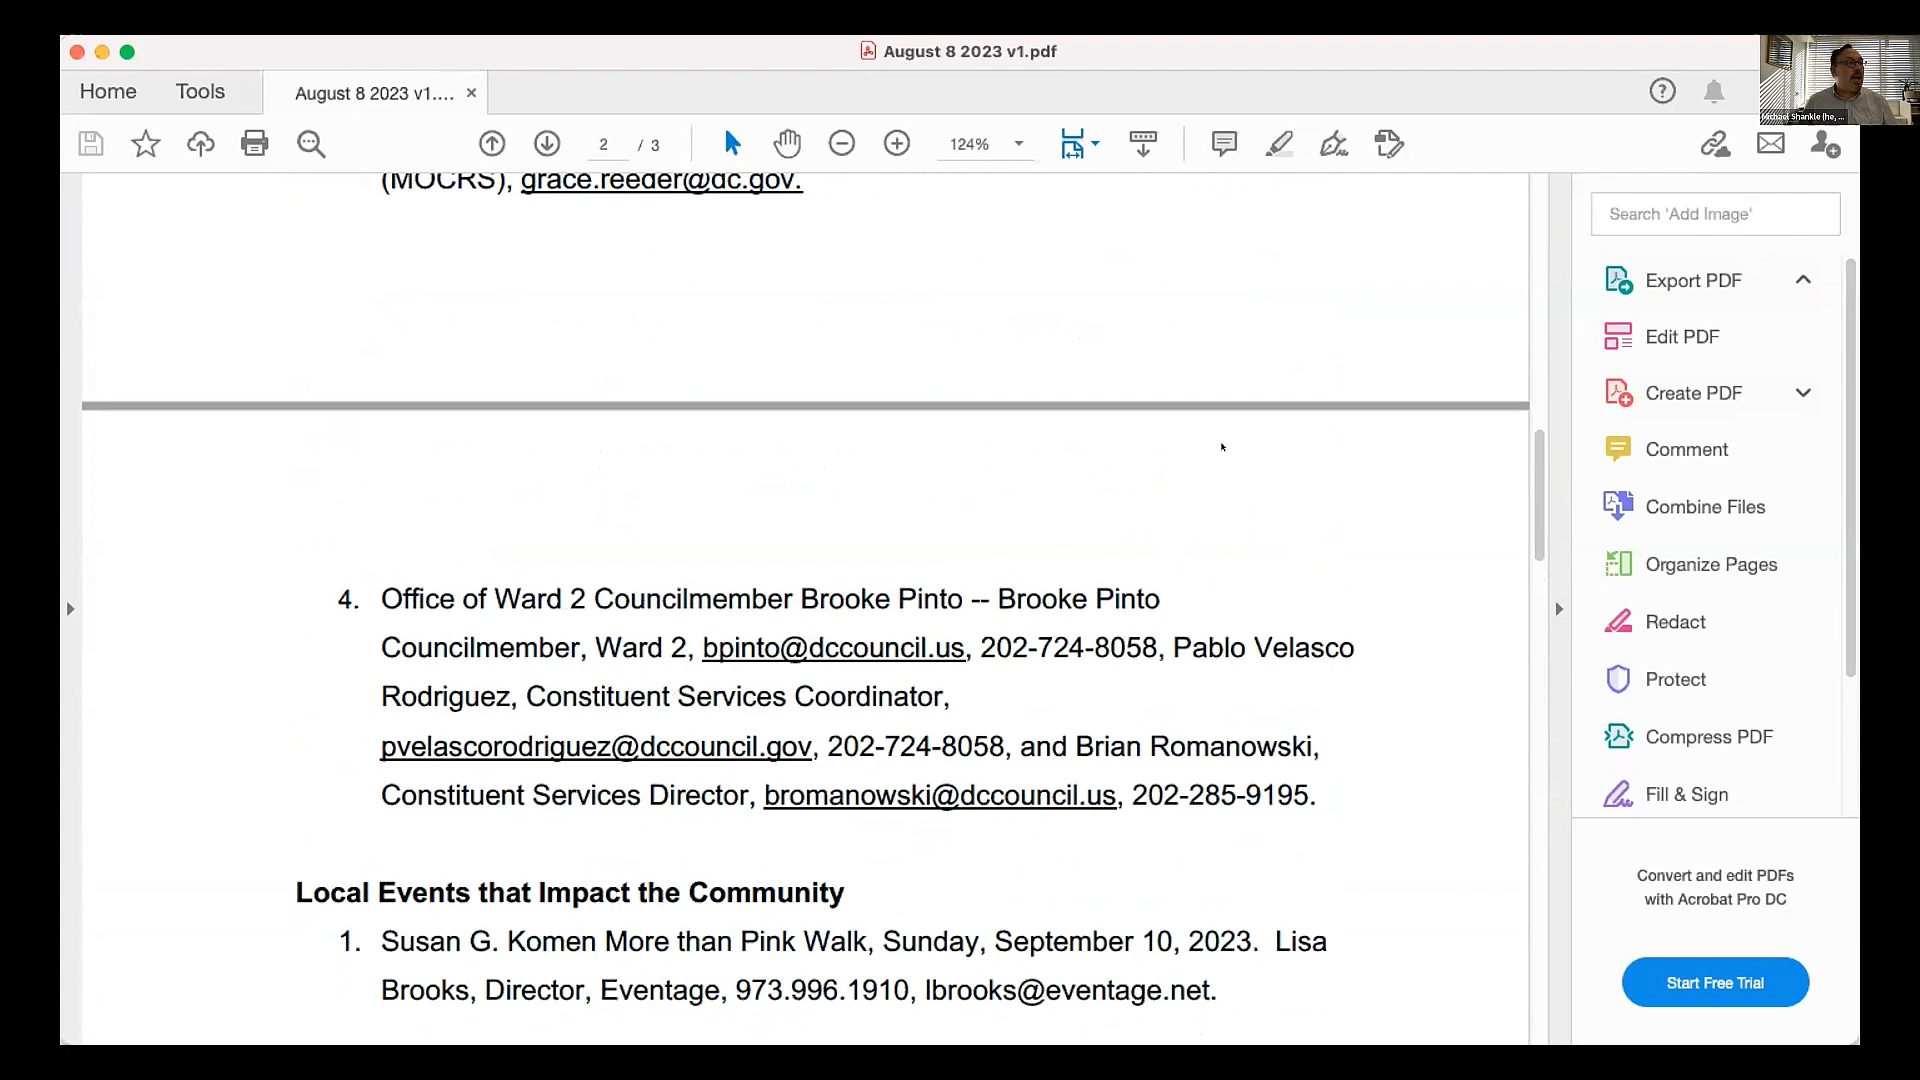 August 8 2023 v1.pdf
Home
Tools
August 8 2023 v1....
2 / 3
124%
(MOCRS), grace.reeder@dc.gov.
4. Office of Ward 2 Councilmember Brooke Pinto -- Brooke Pinto
Councilmember, Ward 2, bpinto@dccouncil.us, 202-724-8058, Pablo Velasco
Rodriguez, Constituent Services Coordinator,
pvelascorodriguez@dccouncil.gov, 202-724-8058, and Brian Romanowski,
Constituent Services Director, bromanowski@dccouncil.us, 202-285-9195.
Local Events that Impact the Community
1. Susan G. Komen More than Pink Walk, Sunday, September 10, 2023. Lisa
Brooks, Director, Eventage, 973.996.1910, lbrooks@eventage.net.
Michael Shankle (he, ...
Search 'Add Image'
Export PDF
Edit PDF
Create PDF
Comment
Combine Files
Organize Pages
Redact
Protect
Compress PDF
Fill & Sign
Convert and edit PDFs
with Acrobat Pro DC
Start Free Trial